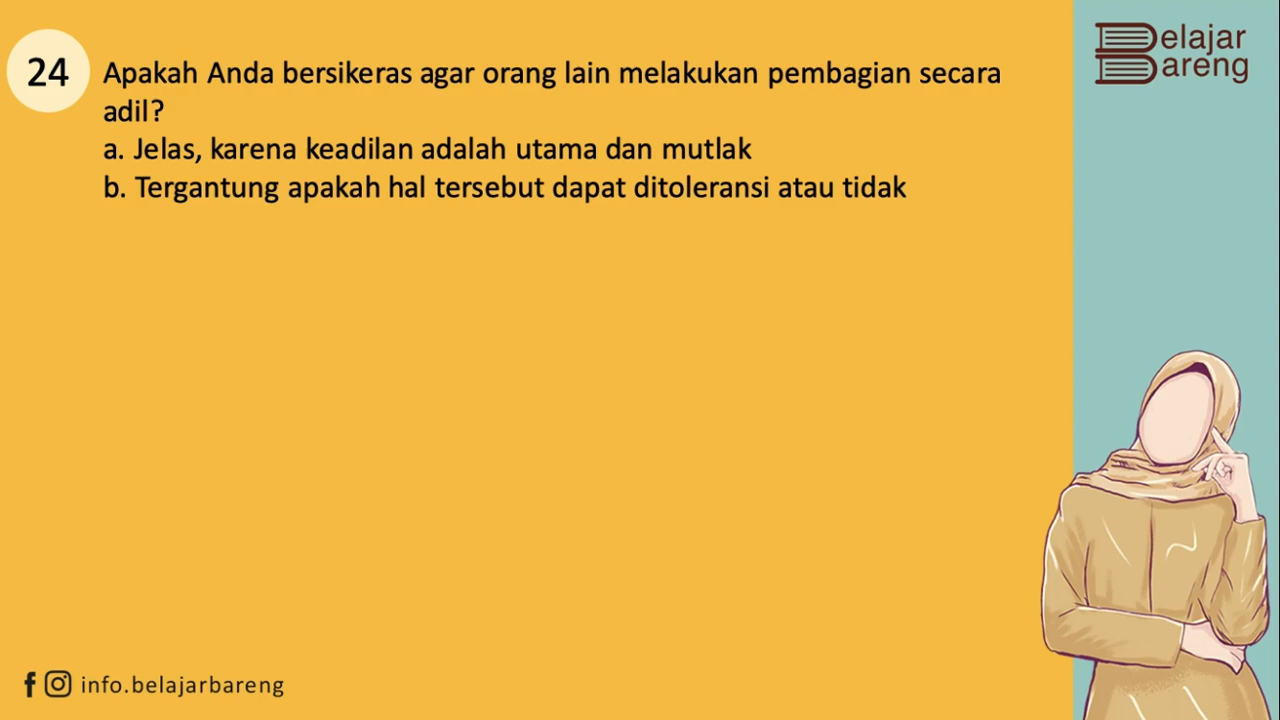 24
Apakah Anda bersikeras agar orang lain melakukan pembagian secara
adil?
a. Jelas, karena keadilan adalah utama dan mutlak
b. Tergantung apakah hal tersebut dapat ditoleransi atau tidak
Belajar
Bareng
info.belajarbareng